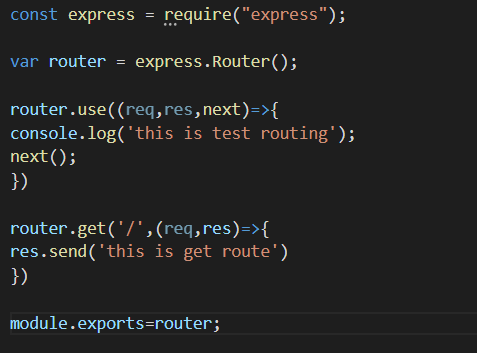 const express = require("express");
var router = express.Router();
router.use((req,res,next)=>{
console.log('this is test routing');
next();
})
router.get('/',(req,res)=>{
res.send('this is get route')
})
module.exports=router;